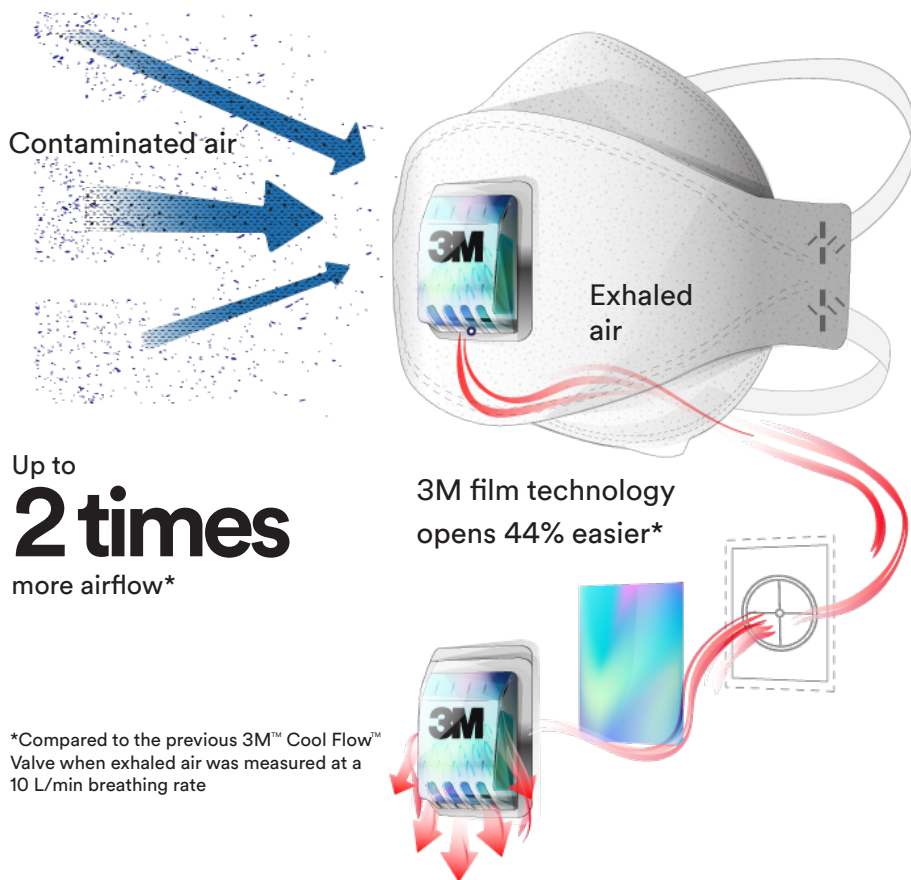 Contaminated air
3M
Exhaled
air
Up to
2 times
more airflow*
3M film technology
opens 44% easier*
3M
*Compared to the previous 3M™ Cool Flow™
Valve when exhaled air was measured at a
10 L/min breathing rate